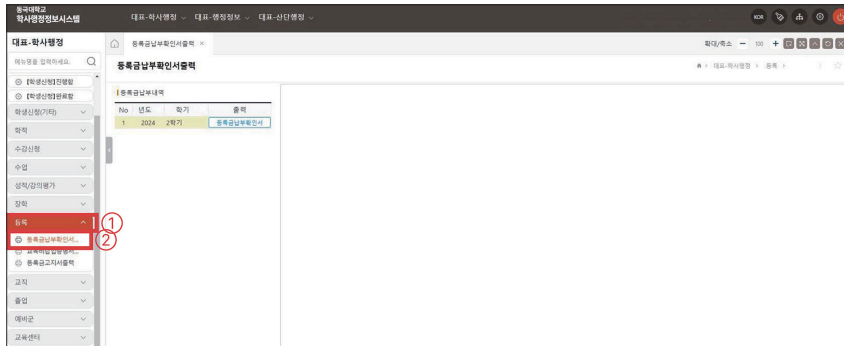 동국대학교
학사행정정보시스템
대표-학사행정
대표-행정정보
대표-산단행정
KOR
대표-학사행정
메뉴명을 입력하세요.
[학생신청]진행함
[학생신청]완료함
학생신청(기타)
학적
수강신청
수업
성적/강의평가
장학
등록
등록금납부확인서...
교육비납입증명서...
등록금고지서출력
교직
졸업
예비군
교육센터
①
②
등록금납부확인서출력 ×
확대/축소 － 100 ＋
등록금납부확인서출력
대표-학사행정 > 등록 >
등록금납부내역
No 년도 학기 출력
1 2024 2학기 등록금납부확인서